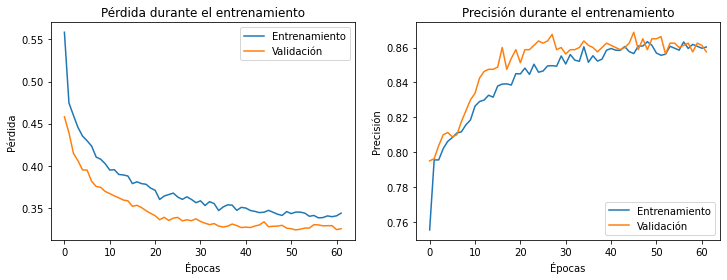 Pérdida durante el entrenamiento
Entrenamiento
Validación
0.55
0.50
0.45
0.40
0.35
Pérdida
0
10
20
30
40
50
60
Épocas
Precisión durante el entrenamiento
0.86
0.84
0.82
0.80
0.78
0.76
Precisión
Entrenamiento
Validación
0
10
20
30
40
50
60
Épocas